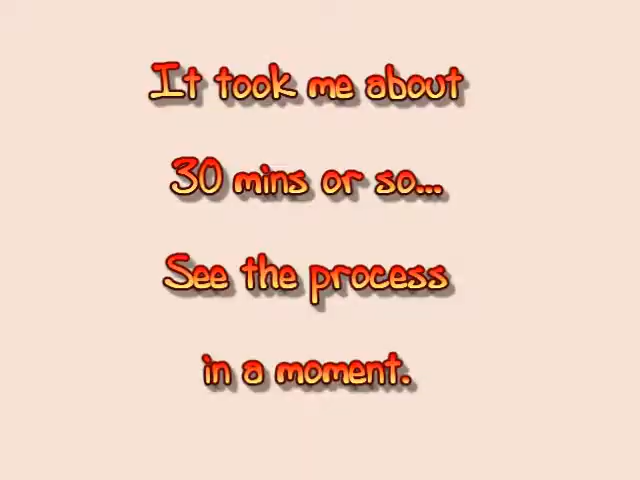 It took me about
30 mins or so...
See the process
in a moment.